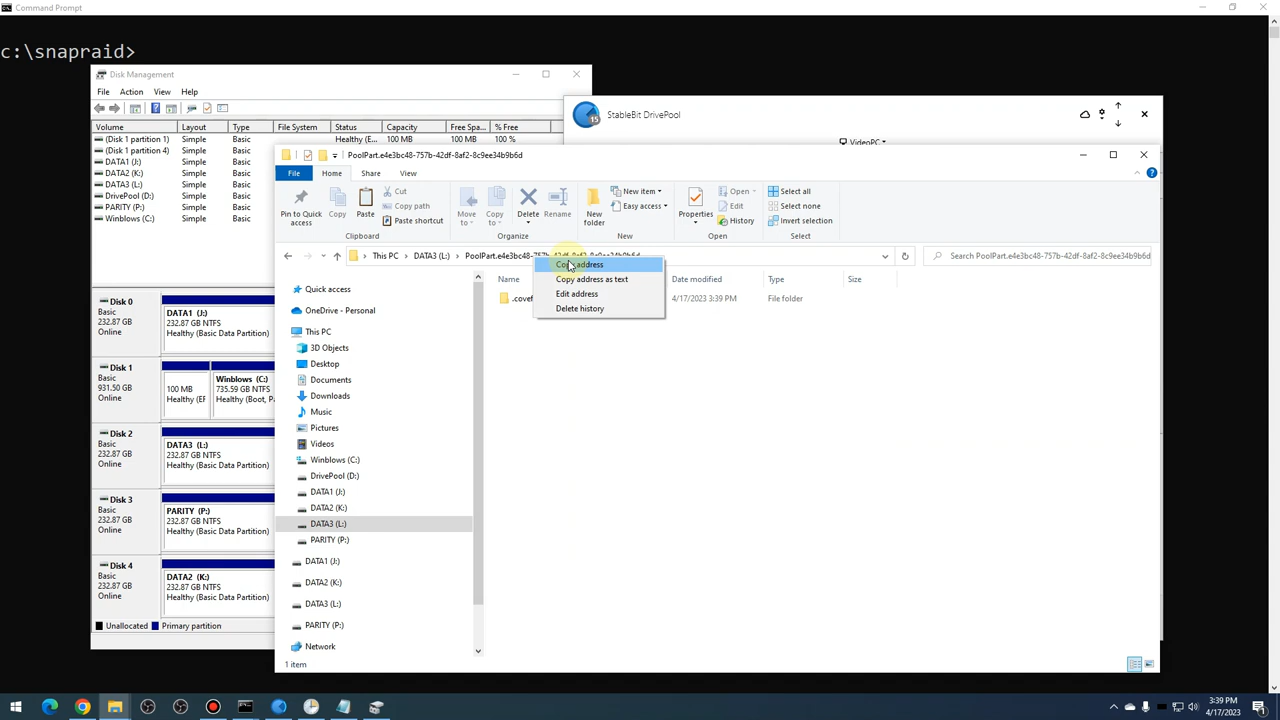 Command Prompt
c:\snapraid>
Disk Management
File Action View Help
Volume Layout Type File System Status Capacity Free Spa... % Free
(Disk 1 partition 1) Simple Basic Healthy (E... 100 MB 100 MB 100 %
(Disk 1 partition 4) Simple Basic
DATA1 (J:) Simple Basic
DATA2 (K:) Simple Basic
DATA3 (L:) Simple Basic
DrivePool (D:) Simple Basic
PARITY (P:) Simple Basic
Winblows (C:) Simple Basic
Disk 0
Basic
232.87 GB
Online
DATA1 (J:)
232.87 GB NTFS
Healthy (Basic Data Partition)
Disk 1
Basic
931.50 GB
Online
100 MB
Healthy (EF
Winblows (C:)
735.59 GB NTFS
Healthy (Boot, Pa
Disk 2
Basic
232.87 GB
Online
DATA3 (L:)
232.87 GB NTFS
Healthy (Basic Data Partition)
Disk 3
Basic
232.87 GB
Online
PARITY (P:)
232.87 GB NTFS
Healthy (Basic Data Partition)
Disk 4
Basic
232.87 GB
Online
DATA2 (K:)
232.87 GB NTFS
Healthy (Basic Data Partition)
Unallocated Primary partition
15
StableBit DrivePool
VideoPC
PoolPart.e4e3bc48-757b-42df-8af2-8c9ee34b9b6d
File Home Share View
Pin to Quick access
Copy
Paste
Cut
Copy path
Paste shortcut
Clipboard
Move to
Copy to
Delete
Rename
Organize
New folder
New item
Easy access
New
Properties
Open
Edit
History
Open
Select all
Select none
Invert selection
Select
This PC > DATA3 (L:) > PoolPart.e4e3bc48-757b-42df-8af2-8c9ee34b9b6d
Search PoolPart.e4e3bc48-757b-42df-8af2-8c9ee34b9b6d
Copy address
Copy address as text
Edit address
Delete history
Name Date modified Type Size
.covef 4/17/2023 3:39 PM File folder
Quick access
OneDrive - Personal
This PC
3D Objects
Desktop
Documents
Downloads
Music
Pictures
Videos
Winblows (C:)
DrivePool (D:)
DATA1 (J:)
DATA2 (K:)
DATA3 (L:)
PARITY (P:)
DATA1 (J:)
DATA2 (K:)
DATA3 (L:)
PARITY (P:)
Network
1 item
3:39 PM
4/17/2023
1